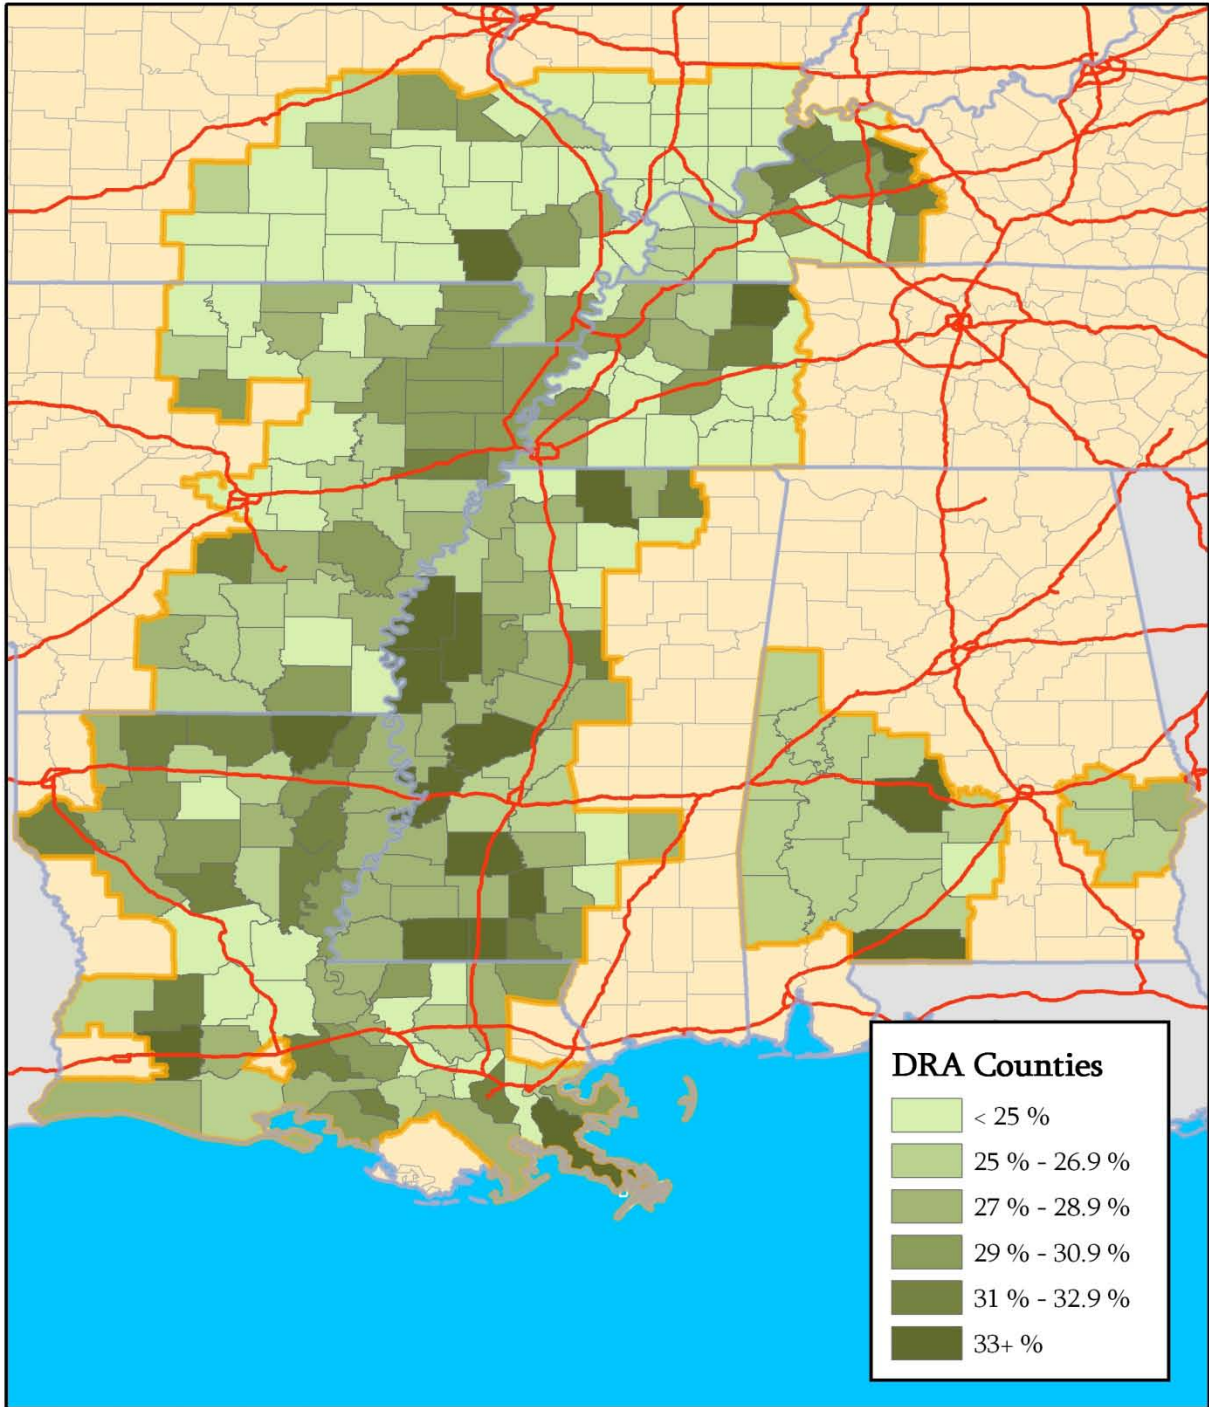 DRA Counties
< 25 %
25 % - 26.9 %
27 % - 28.9 %
29 % - 30.9 %
31 % - 32.9 %
33+ %